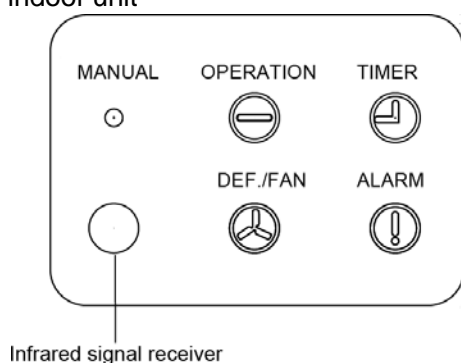 Indoor unit
MANUAL OPERATION TIMER
DEF./FAN ALARM
Infrared signal receiver